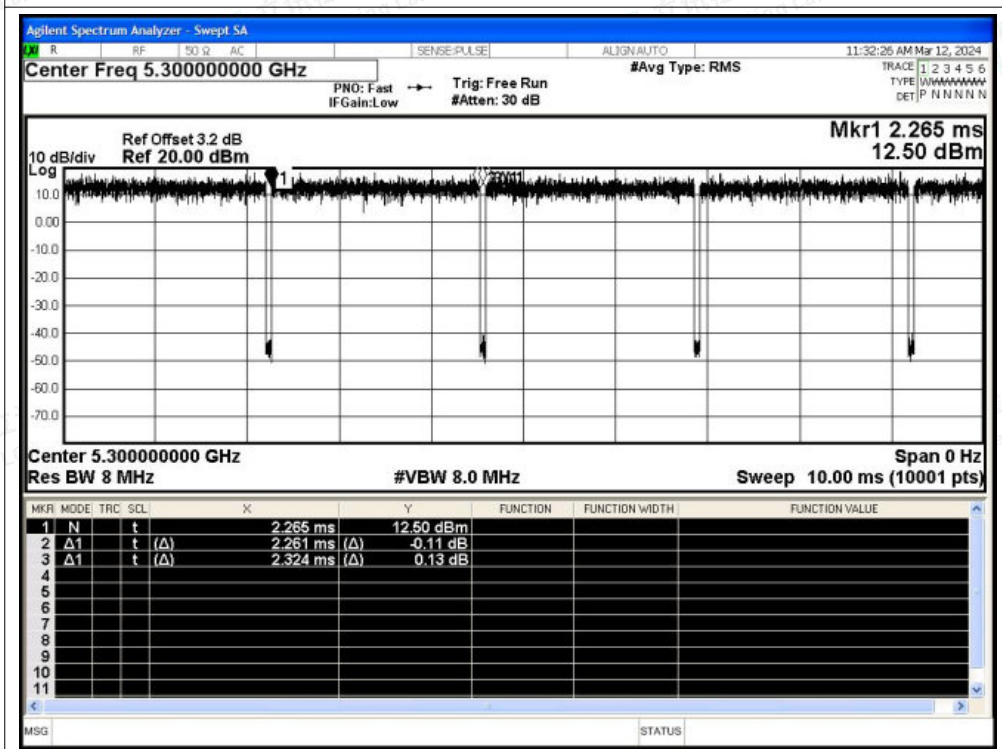 Agilent Spectrum Analyzer - Swept SA
R RF 50 Ω AC SENSE:PULSE ALIGN AUTO 11:32:26 AM Mar 12, 2024
Center Freq 5.300000000 GHz #Avg Type: RMS TRACE 1 2 3 4 5 6
PNO: Fast Trig: Free Run TYPE
IFGain:Low #Atten: 30 dB DET P N N N N N
Mkr1 2.265 ms
Ref Offset 3.2 dB
10 dB/div Ref 20.00 dBm 12.50 dBm
Log
1
10.0
0.00
-10.0
-20.0
-30.0
-40.0
-50.0
-60.0
-70.0
Center 5.300000000 GHz Span 0 Hz
Res BW 8 MHz #VBW 8.0 MHz Sweep 10.00 ms (10001 pts)
MKR MODE TRC SCL X Y FUNCTION FUNCTION WIDTH FUNCTION VALUE
1 N t 2.265 ms 12.50 dBm
2 Δ1 t (Δ) 2.261 ms (Δ) -0.11 dB
3 Δ1 t (Δ) 2.324 ms (Δ) 0.13 dB
4
5
6
7
8
9
10
11
MSG STATUS